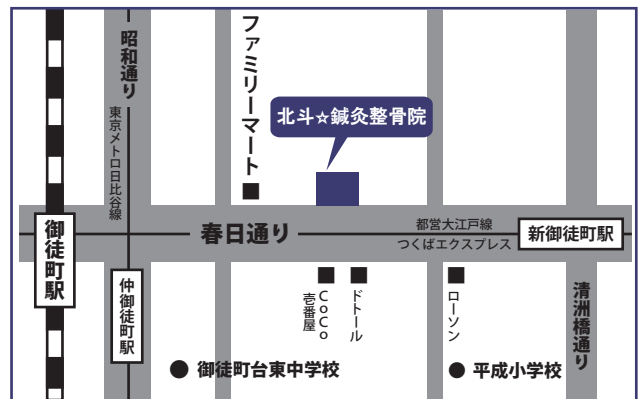 昭和通り
東京メトロ日比谷線
ファミリーマート
北斗☆鍼灸整骨院
御徒町駅
春日通り
都営大江戸線
つくばエクスプレス
新御徒町駅
仲御徒町駅
CoCo
壱番屋
ドトール
ローソン
清洲橋通り
御徒町台東中学校
平成小学校